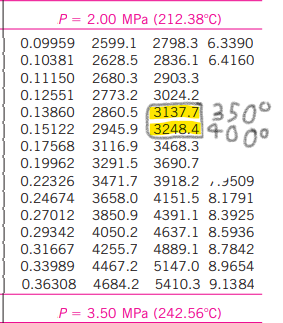 P = 2.00 MPa (212.38°C)
0.09959 2599.1 2798.3 6.3390
0.10381 2628.5 2836.1 6.4160
0.11150 2680.3 2903.3
0.12551 2773.2 3024.2
0.13860 2860.5 3137.7 350°
0.15122 2945.9 3248.4 400°
0.17568 3116.9 3468.3
0.19962 3291.5 3690.7
0.22326 3471.7 3918.2 9509
0.24674 3658.0 4151.5 8.1791
0.27012 3850.9 4391.1 8.3925
0.29342 4050.2 4637.1 8.5936
0.31667 4255.7 4889.1 8.7842
0.33989 4467.2 5147.0 8.9654
0.36308 4684.2 5410.3 9.1384
P = 3.50 MPa (242.56°C)